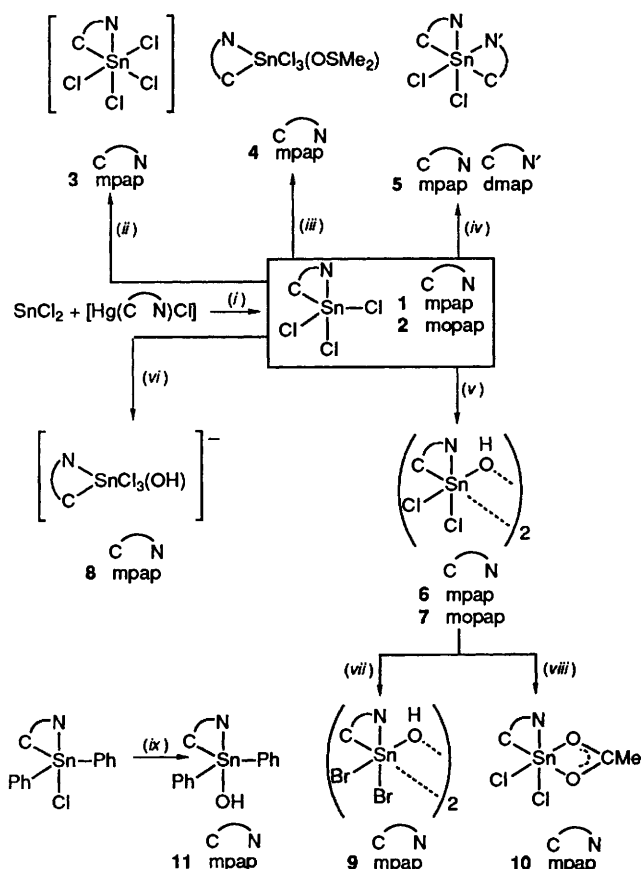 C N Sn Cl Cl Cl Cl
N C SnCl3(OSMe2)
C N N′ Sn C Cl Cl
C N
3 mpap
C N
4 mpap
C N C N′
5 mpap dmap
(ii) (iii) (iv)
SnCl2 + [Hg(C N)Cl] (i)
C N Sn Cl Cl Cl
C N
1 mpap
2 mopap
(vi) (v)
N C SnCl3(OH) −
C N
8 mpap
C N H O Sn Cl Cl 2
C N
6 mpap
7 mopap
(vii) (viii)
C N Sn Ph Ph Cl
(ix)
C N Sn Ph Ph OH
C N
11 mpap
C N H O Sn Br Br 2
C N
9 mpap
C N Sn O O CMe Cl Cl
C N
10 mpap